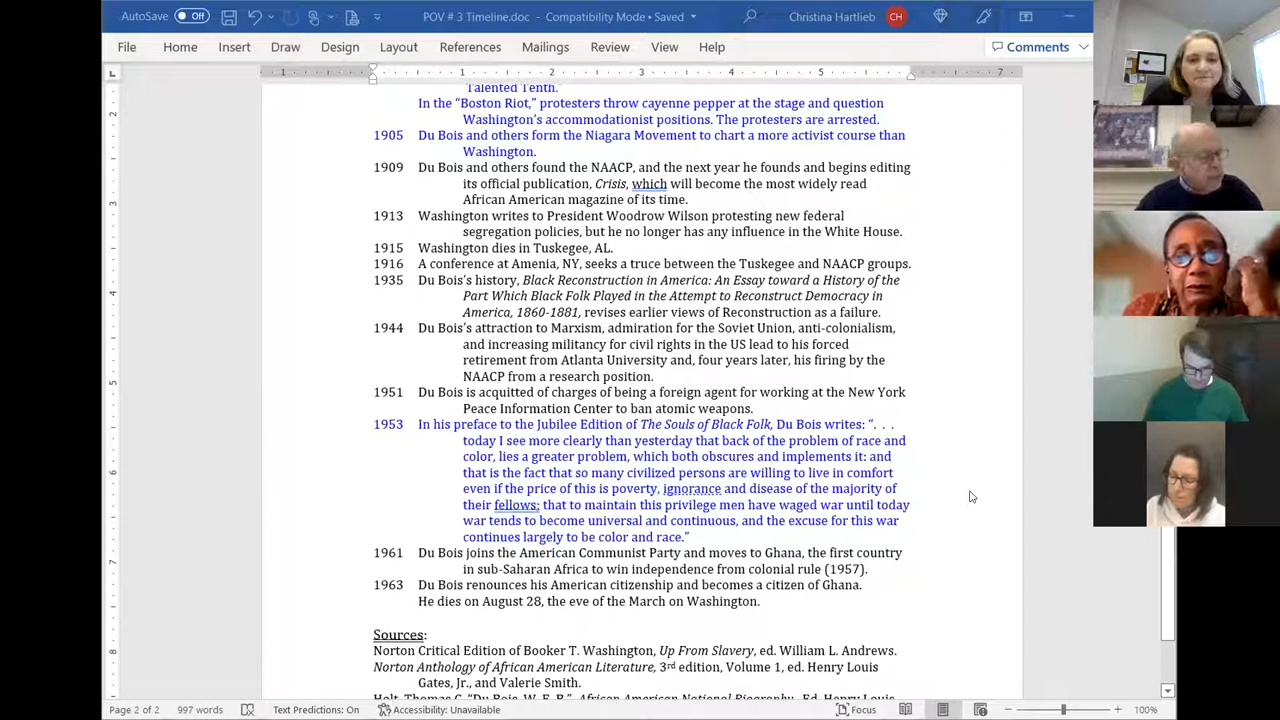 AutoSave Off POV # 3 Timeline.doc - Compatibility Mode • Saved Christina Hartlieb CH
File Home Insert Draw Design Layout References Mailings Review View Help Comments
1 1 2 3 4 5 7
Talented Tenth."
In the “Boston Riot,” protesters throw cayenne pepper at the stage and question
Washington’s accommodationist positions. The protesters are arrested.
1905 Du Bois and others form the Niagara Movement to chart a more activist course than
Washington.
1909 Du Bois and others found the NAACP, and the next year he founds and begins editing
its official publication, Crisis, which will become the most widely read
African American magazine of its time.
1913 Washington writes to President Woodrow Wilson protesting new federal
segregation policies, but he no longer has any influence in the White House.
1915 Washington dies in Tuskegee, AL.
1916 A conference at Amenia, NY, seeks a truce between the Tuskegee and NAACP groups.
1935 Du Bois’s history, Black Reconstruction in America: An Essay toward a History of the
Part Which Black Folk Played in the Attempt to Reconstruct Democracy in
America, 1860-1881, revises earlier views of Reconstruction as a failure.
1944 Du Bois’s attraction to Marxism, admiration for the Soviet Union, anti-colonialism,
and increasing militancy for civil rights in the US lead to his forced
retirement from Atlanta University and, four years later, his firing by the
NAACP from a research position.
1951 Du Bois is acquitted of charges of being a foreign agent for working at the New York
Peace Information Center to ban atomic weapons.
1953 In his preface to the Jubilee Edition of The Souls of Black Folk, Du Bois writes: “. . .
today I see more clearly than yesterday that back of the problem of race and
color, lies a greater problem, which both obscures and implements it: and
that is the fact that so many civilized persons are willing to live in comfort
even if the price of this is poverty, ignorance and disease of the majority of
their fellows; that to maintain this privilege men have waged war until today
war tends to become universal and continuous, and the excuse for this war
continues largely to be color and race.”
1961 Du Bois joins the American Communist Party and moves to Ghana, the first country
in sub-Saharan Africa to win independence from colonial rule (1957).
1963 Du Bois renounces his American citizenship and becomes a citizen of Ghana.
He dies on August 28, the eve of the March on Washington.
Sources:
Norton Critical Edition of Booker T. Washington, Up From Slavery, ed. William L. Andrews.
Norton Anthology of African American Literature, 3rd edition, Volume 1, ed. Henry Louis
Gates, Jr., and Valerie Smith.
Holt, Thomas C. "Du Bois, W. E. B.". African American National Biography. Ed. Henry Louis
Page 2 of 2 997 words Text Predictions: On Accessibility: Unavailable Focus 100%